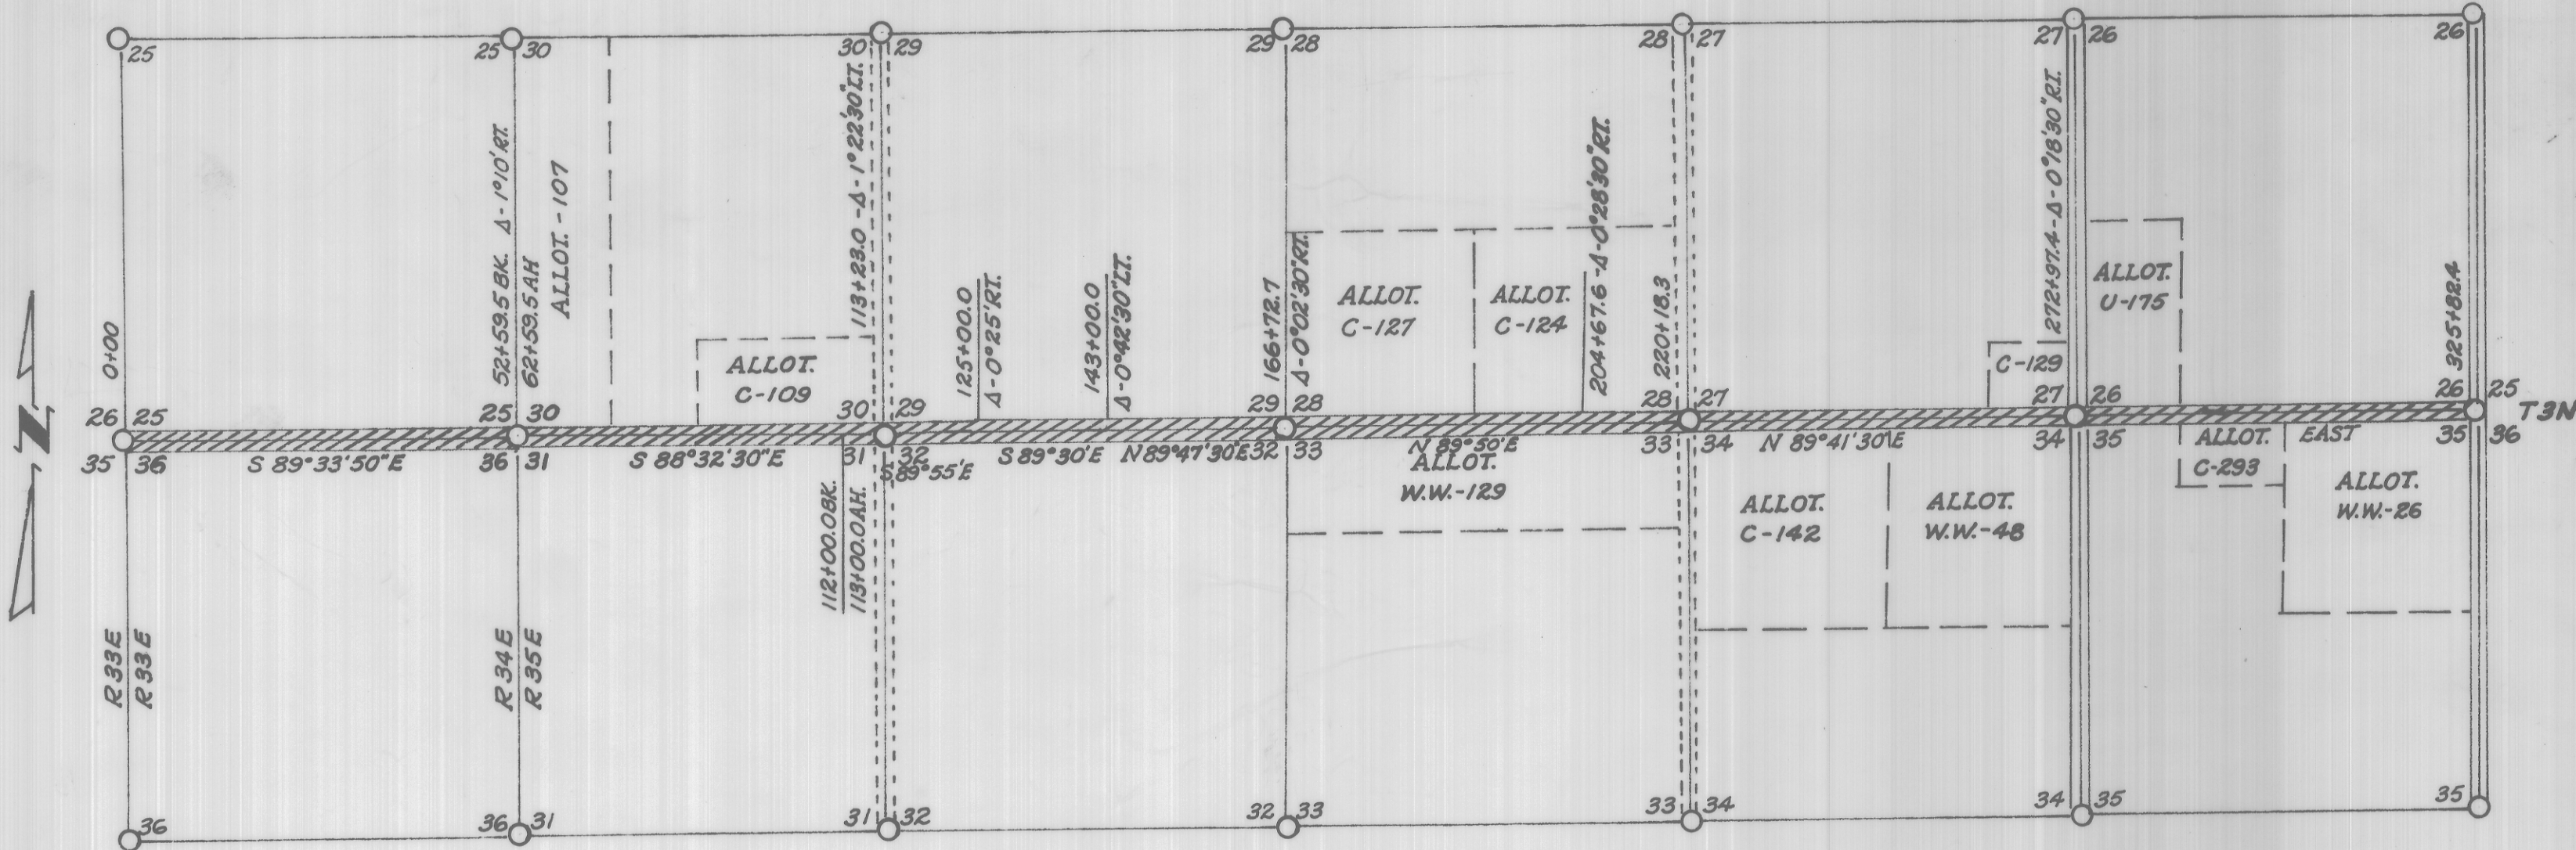 25
25 30
30 29
29 28
28 27
27 26
26
52+59.5 BK. Δ-1°10'RT.
62+59.5 AH
ALLOT.-107
113+23.0-Δ-1°22'30"LT.
125+00.0
Δ-0°25'RT.
143+00.0
Δ-0°42'30"LT.
166+72.7
Δ-0°02'30"RT.
204+67.6-Δ-0°28'30"RT.
220+18.3
272+97.4-Δ-0°18'30"RT.
325+82.4
0+00
N
ALLOT.
C-109
ALLOT.
C-127
ALLOT.
C-124
C-129
ALLOT.
U-175
26 25
25 30
30 29
29 28
28 27
27 26
26 25
T3N
35 36
S 89°33'50"E
36 31
S 88°32'30"E
31 32
S 89°55'E
S 89°30'E
N 89°47'30"E
32 33
N 89°50'E
33 34
N 89°41'30"E
34 35
EAST
35 36
112+00.0BK.
113+00.0AH.
ALLOT.
W.W.-129
ALLOT.
C-142
ALLOT.
W.W.-48
ALLOT.
C-293
ALLOT.
W.W.-26
R 33 E
R 33 E
R 34 E
R 35 E
36
36 31
31 32
32 33
33 34
34 35
35